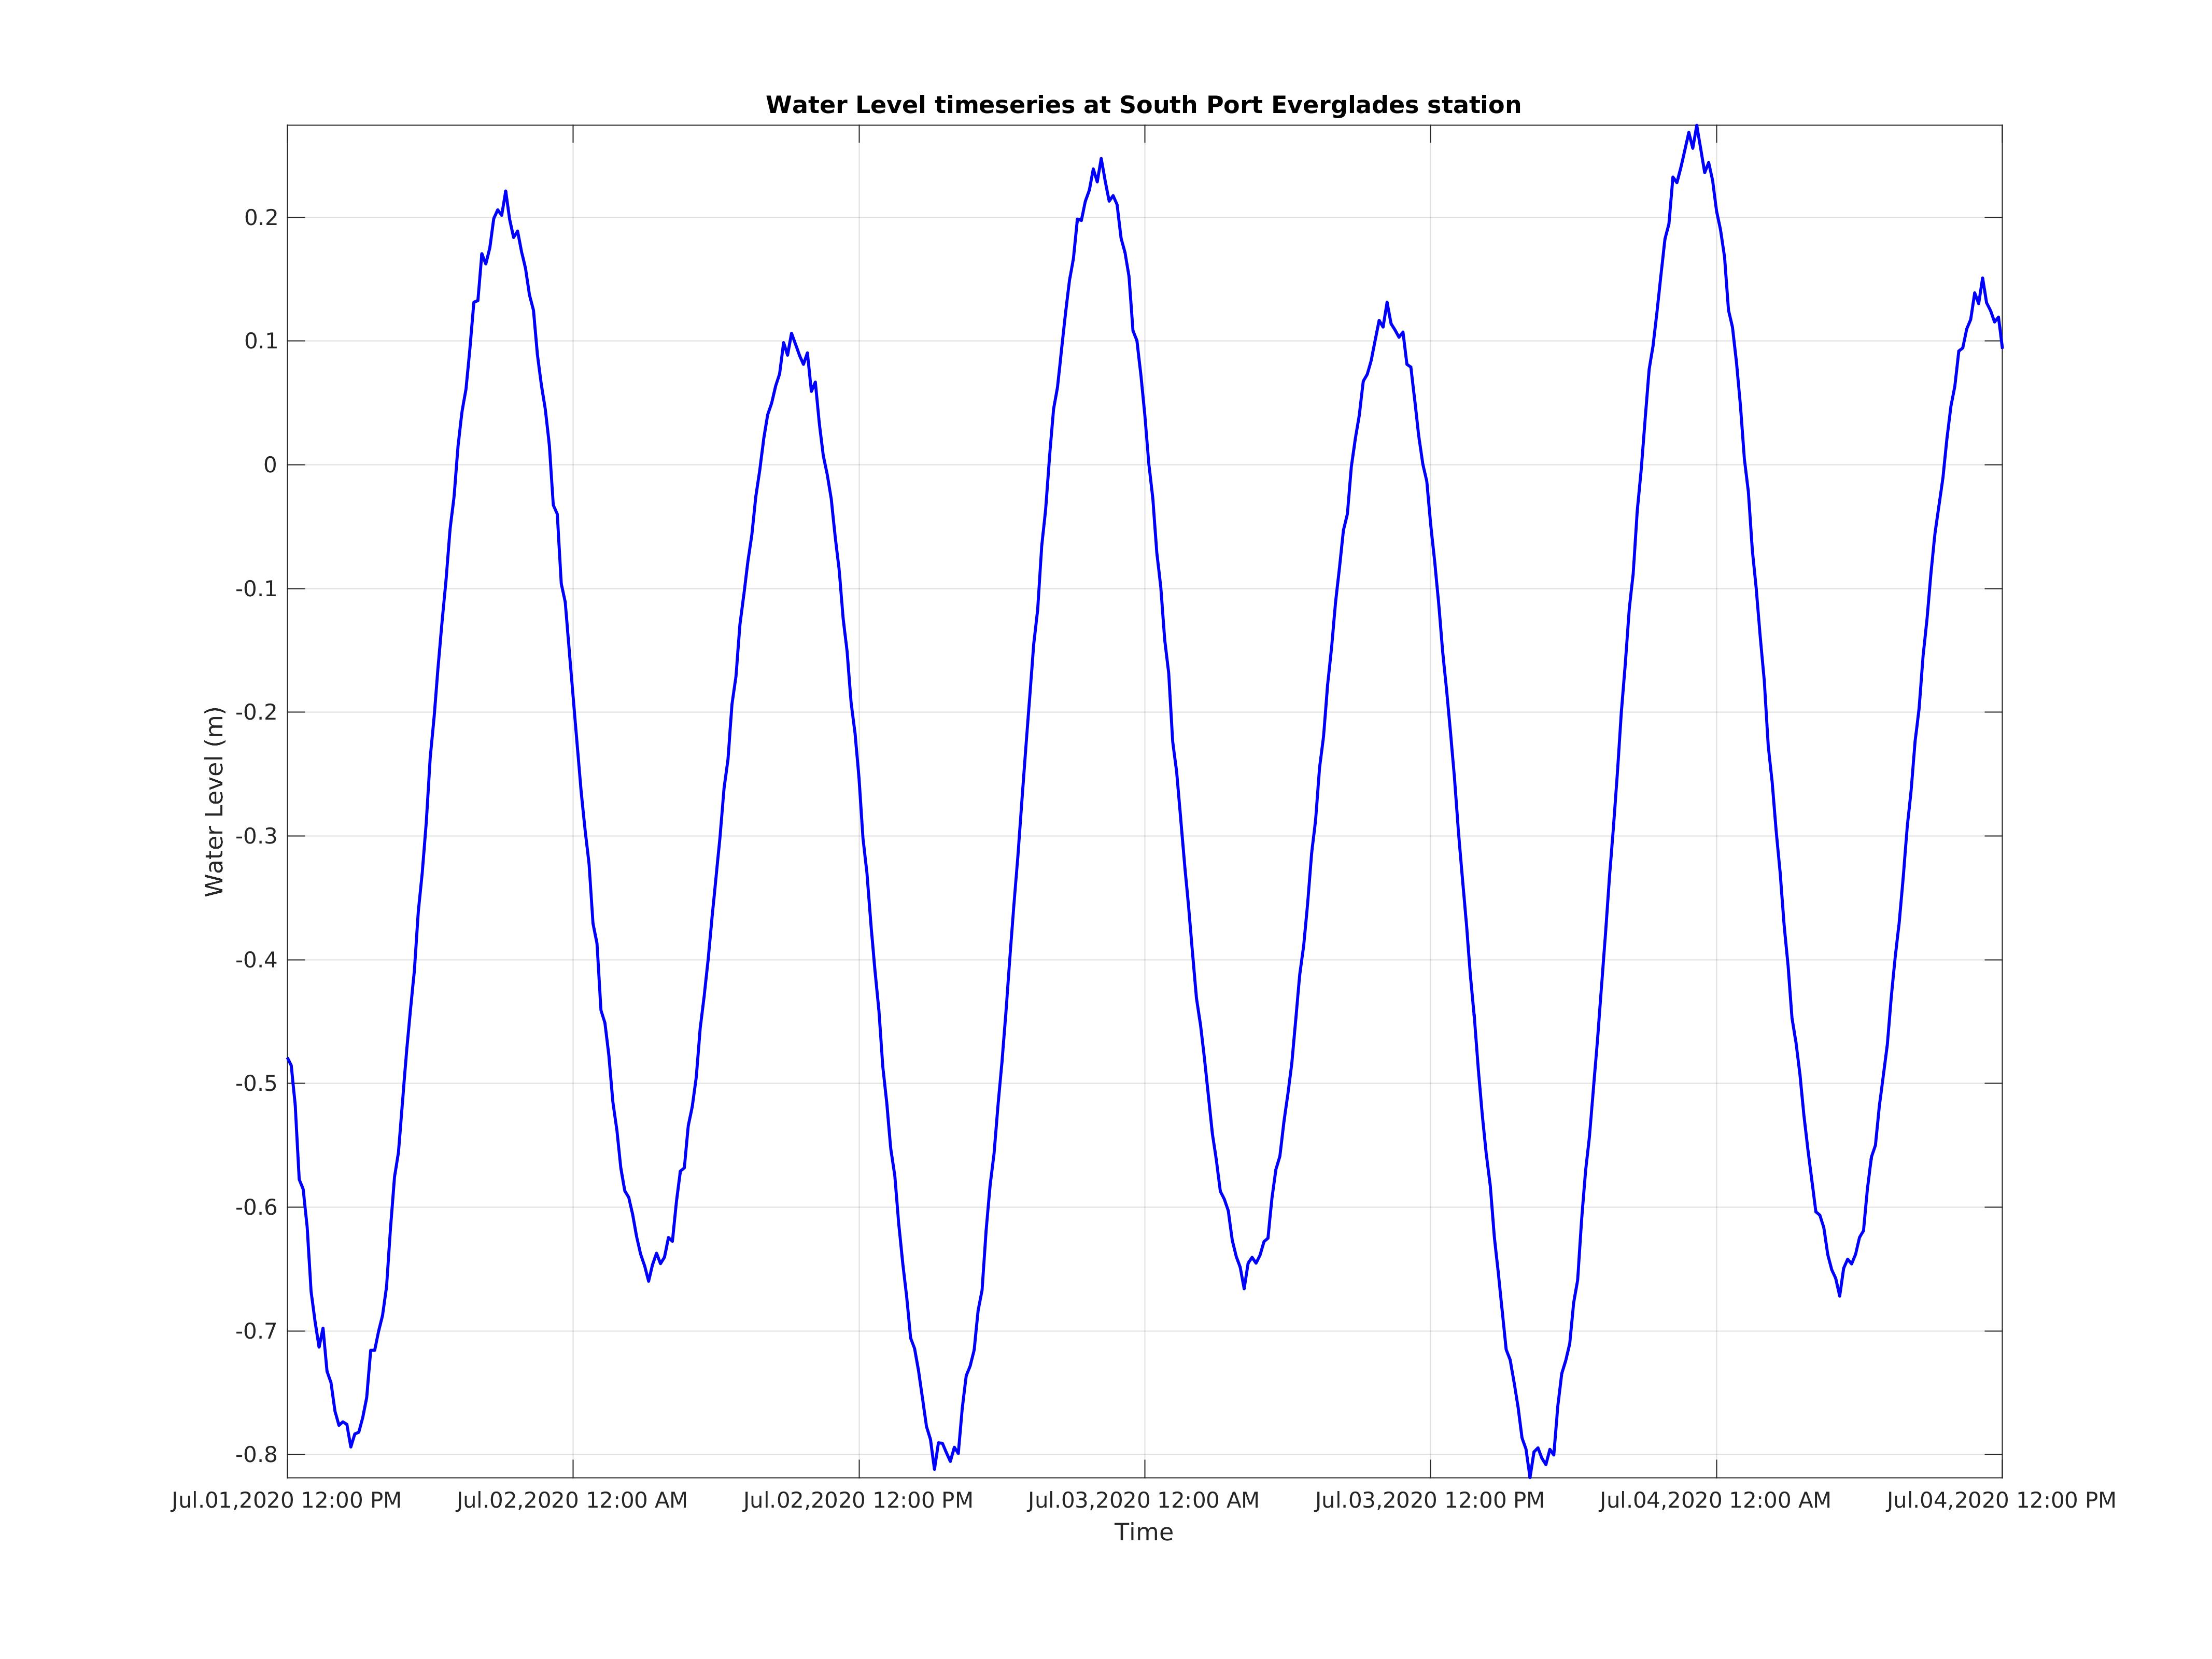 Water Level timeseries at South Port Everglades station
0.2
0.1
0
-0.1
-0.2
-0.3
-0.4
-0.5
-0.6
-0.7
-0.8
Water Level (m)
Jul.01,2020 12:00 PM Jul.02,2020 12:00 AM Jul.02,2020 12:00 PM Jul.03,2020 12:00 AM Jul.03,2020 12:00 PM Jul.04,2020 12:00 AM Jul.04,2020 12:00 PM
Time